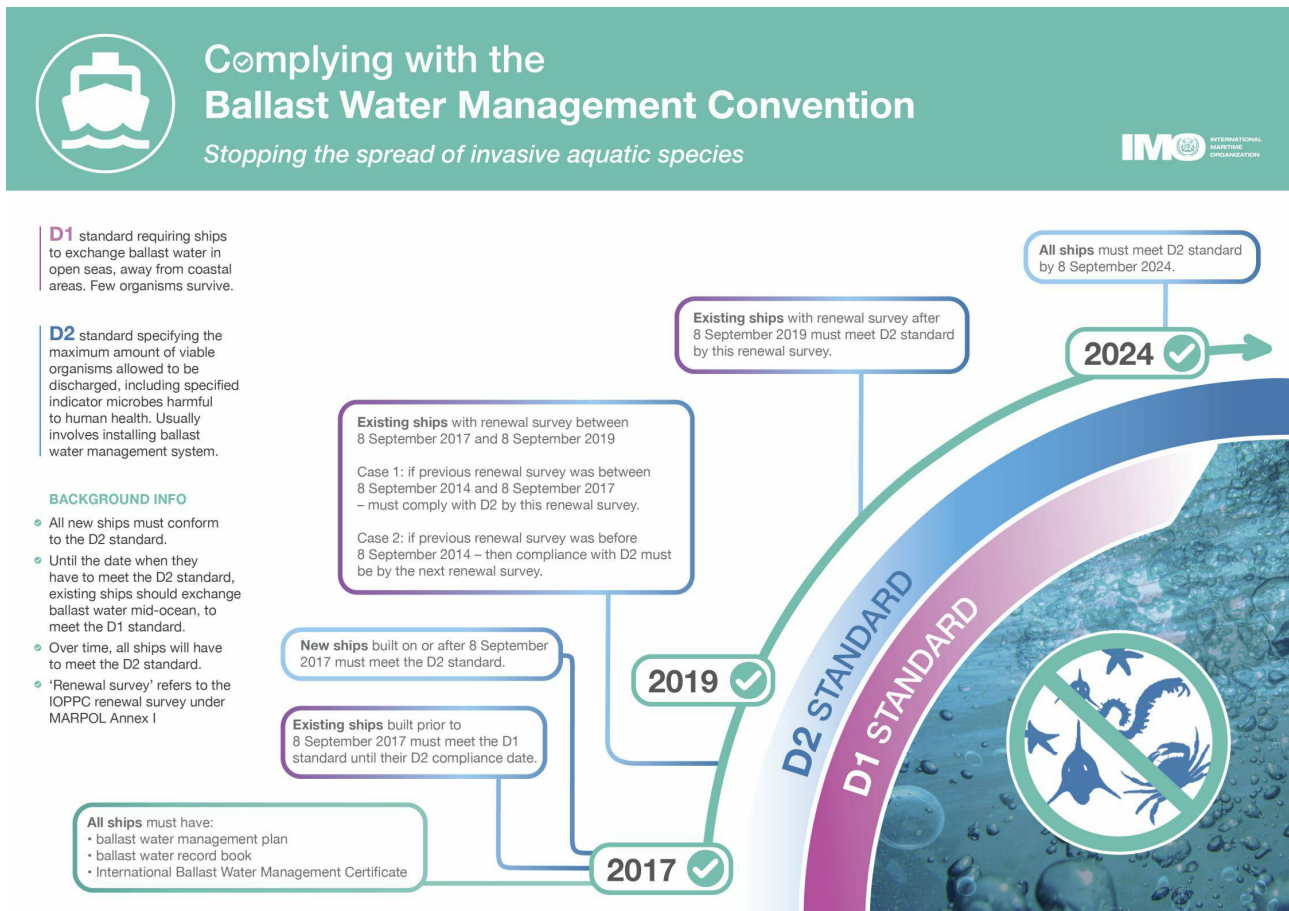 Complying with the
Ballast Water Management Convention
Stopping the spread of invasive aquatic species
IMO
INTERNATIONAL
MARITIME
ORGANIZATION
D1 standard requiring ships
to exchange ballast water in
open seas, away from coastal
areas. Few organisms survive.
D2 standard specifying the
maximum amount of viable
organisms allowed to be
discharged, including specified
indicator microbes harmful
to human health. Usually
involves installing ballast
water management system.
BACKGROUND INFO
All new ships must conform
to the D2 standard.
Until the date when they
have to meet the D2 standard,
existing ships should exchange
ballast water mid-ocean, to
meet the D1 standard.
Over time, all ships will have
to meet the D2 standard.
‘Renewal survey’ refers to the
IOPPC renewal survey under
MARPOL Annex I
All ships must have:
• ballast water management plan
• ballast water record book
• International Ballast Water Management Certificate
Existing ships built prior to
8 September 2017 must meet the D1
standard until their D2 compliance date.
New ships built on or after 8 September
2017 must meet the D2 standard.
2017
Existing ships with renewal survey between
8 September 2017 and 8 September 2019
Case 1: if previous renewal survey was between
8 September 2014 and 8 September 2017
– must comply with D2 by this renewal survey.
Case 2: if previous renewal survey was before
8 September 2014 – then compliance with D2 must
be by the next renewal survey.
2019
Existing ships with renewal survey after
8 September 2019 must meet D2 standard
by this renewal survey.
All ships must meet D2 standard
by 8 September 2024.
2024
D2 STANDARD
D1 STANDARD